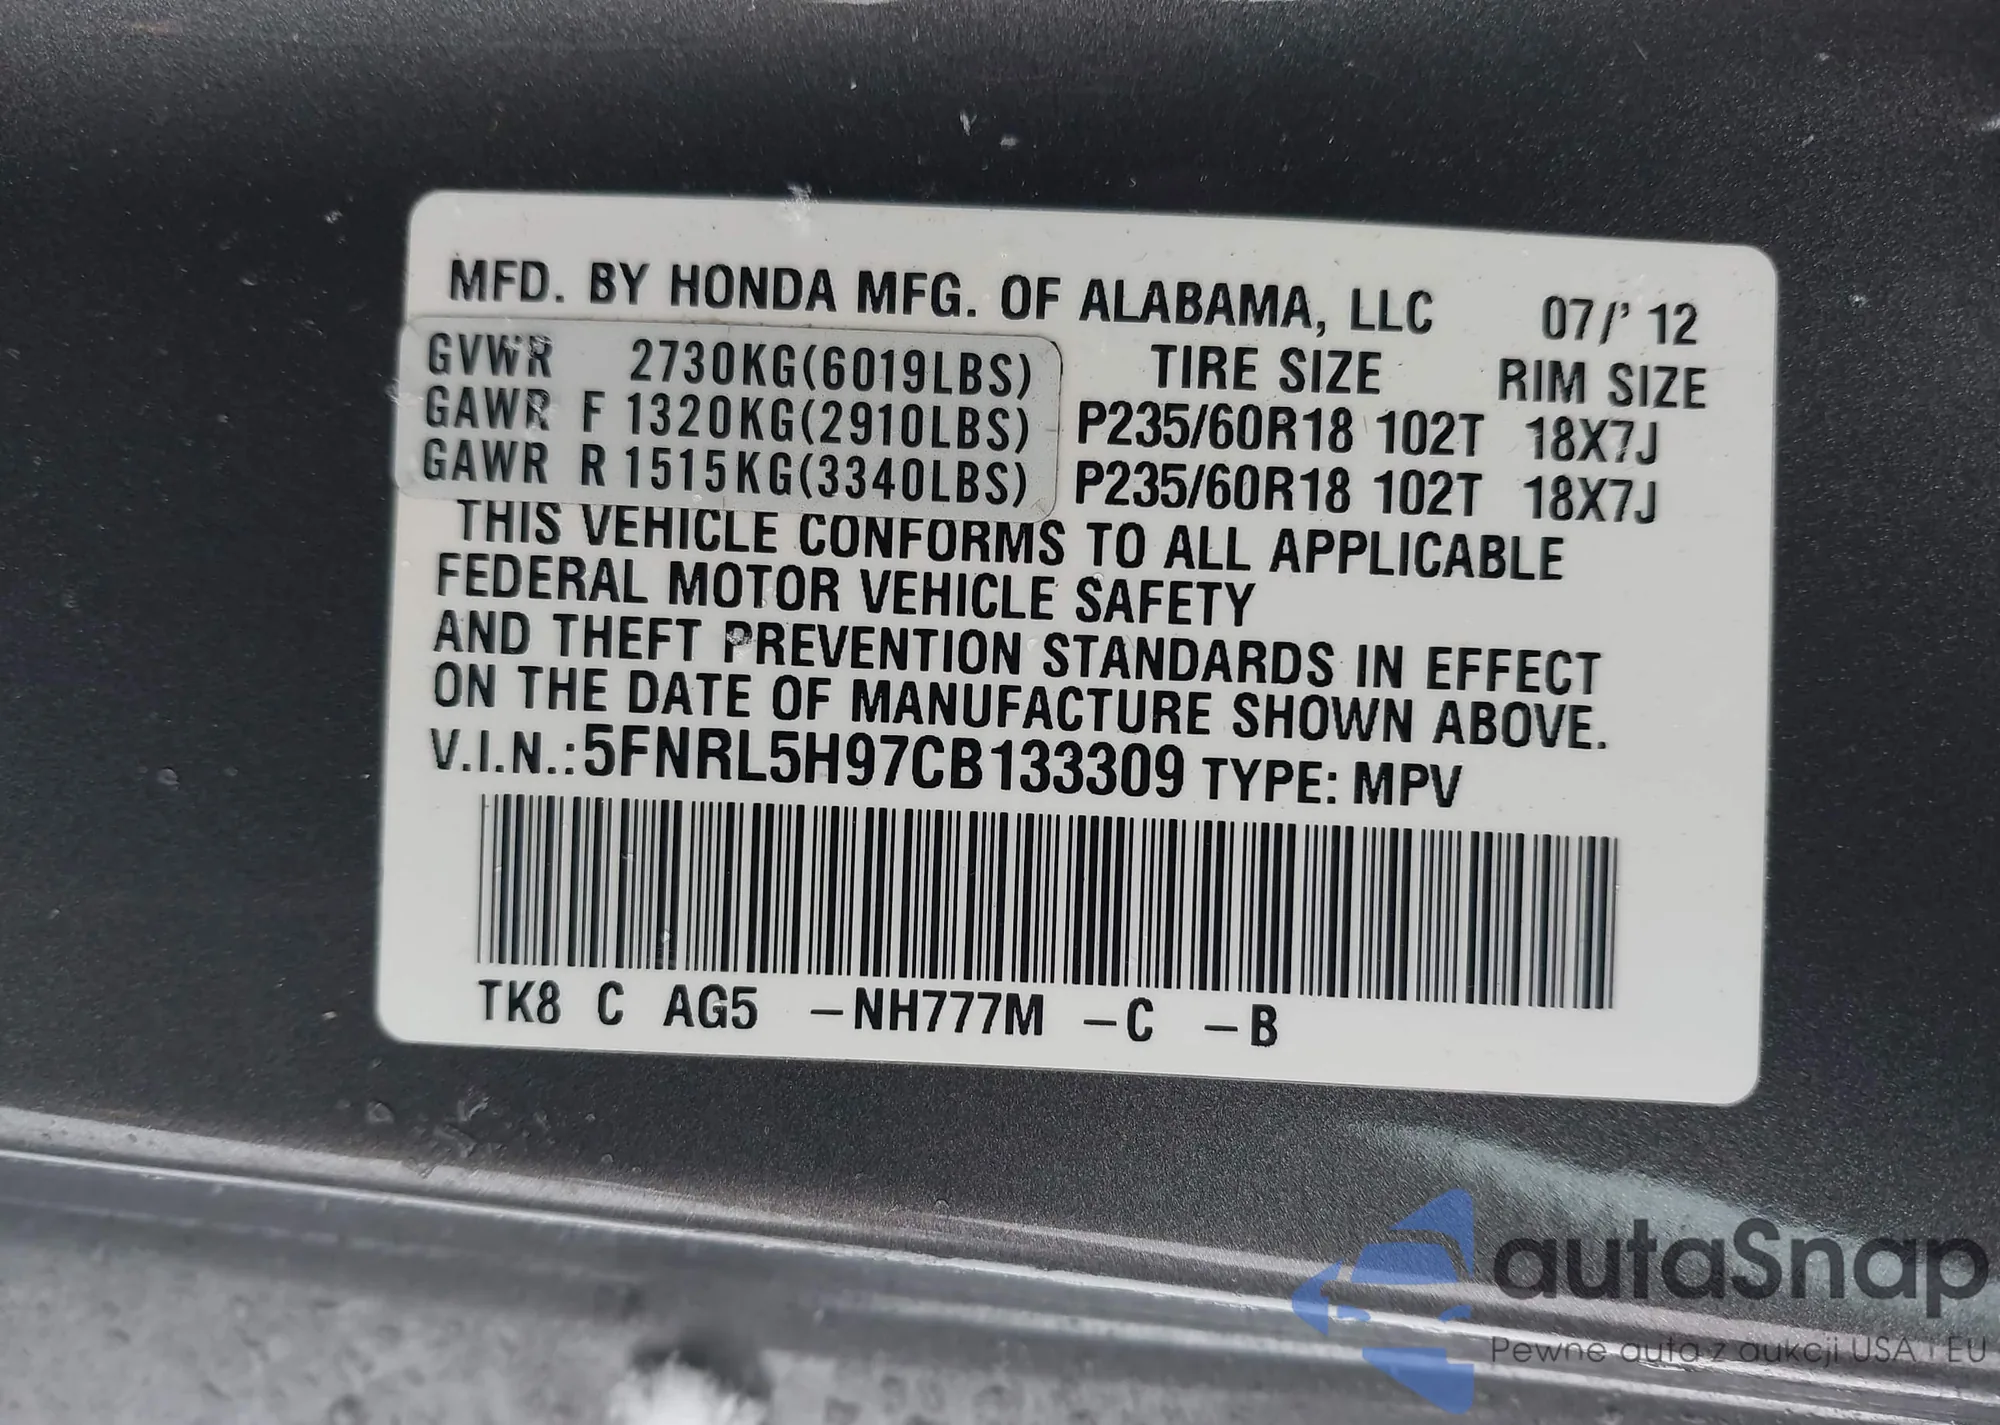 MFD. BY HONDA MFG. OF ALABAMA, LLC 07/' 12
GVWR 2730KG(6019LBS) TIRE SIZE RIM SIZE
GAWR F 1320KG(2910LBS) P235/60R18 102T 18X7J
GAWR R 1515KG(3340LBS) P235/60R18 102T 18X7J
THIS VEHICLE CONFORMS TO ALL APPLICABLE
FEDERAL MOTOR VEHICLE SAFETY
AND THEFT PREVENTION STANDARDS IN EFFECT
ON THE DATE OF MANUFACTURE SHOWN ABOVE.
V.I.N.: 5FNRL5H97CB133309 TYPE: MPV
TK8 C AG5 –NH777M –C –B
autaSnap
Pewne auta z aukcji USA i EU